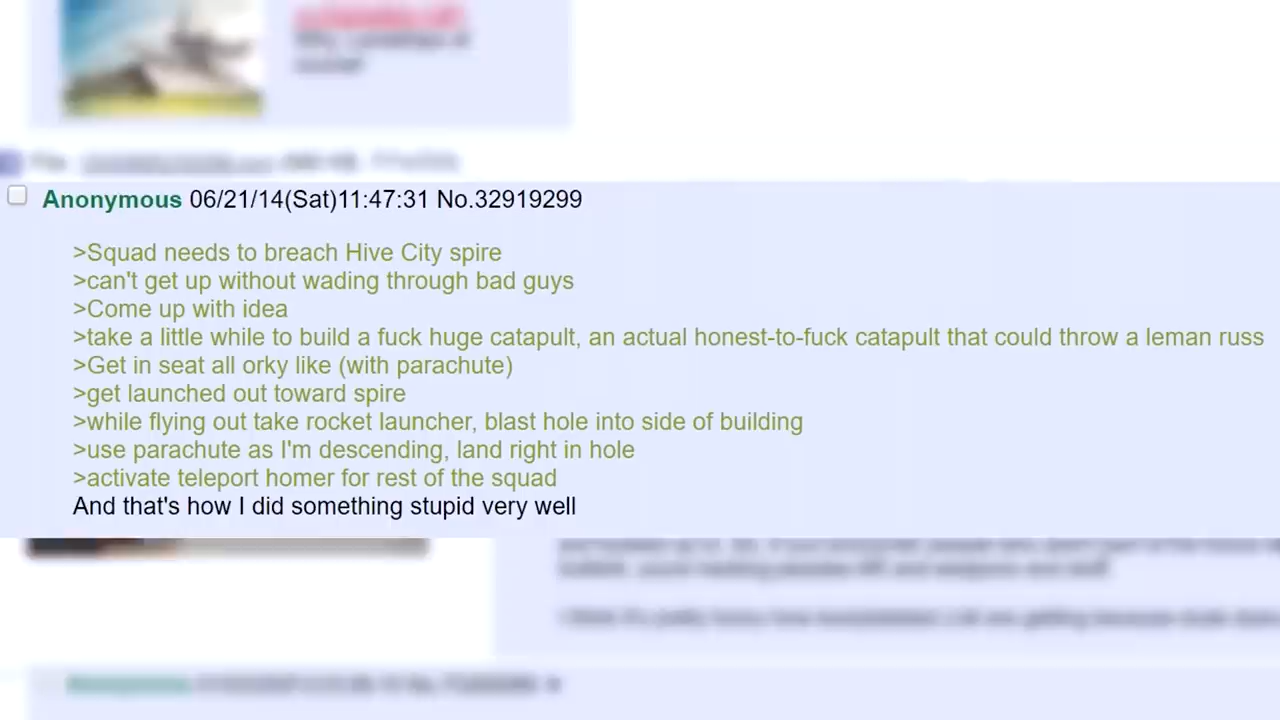 Anonymous 06/21/14(Sat)11:47:31 No.32919299
>Squad needs to breach Hive City spire
>can't get up without wading through bad guys
>Come up with idea
>take a little while to build a fuck huge catapult, an actual honest-to-fuck catapult that could throw a leman russ
>Get in seat all orky like (with parachute)
>get launched out toward spire
>while flying out take rocket launcher, blast hole into side of building
>use parachute as I'm descending, land right in hole
>activate teleport homer for rest of the squad
And that's how I did something stupid very well